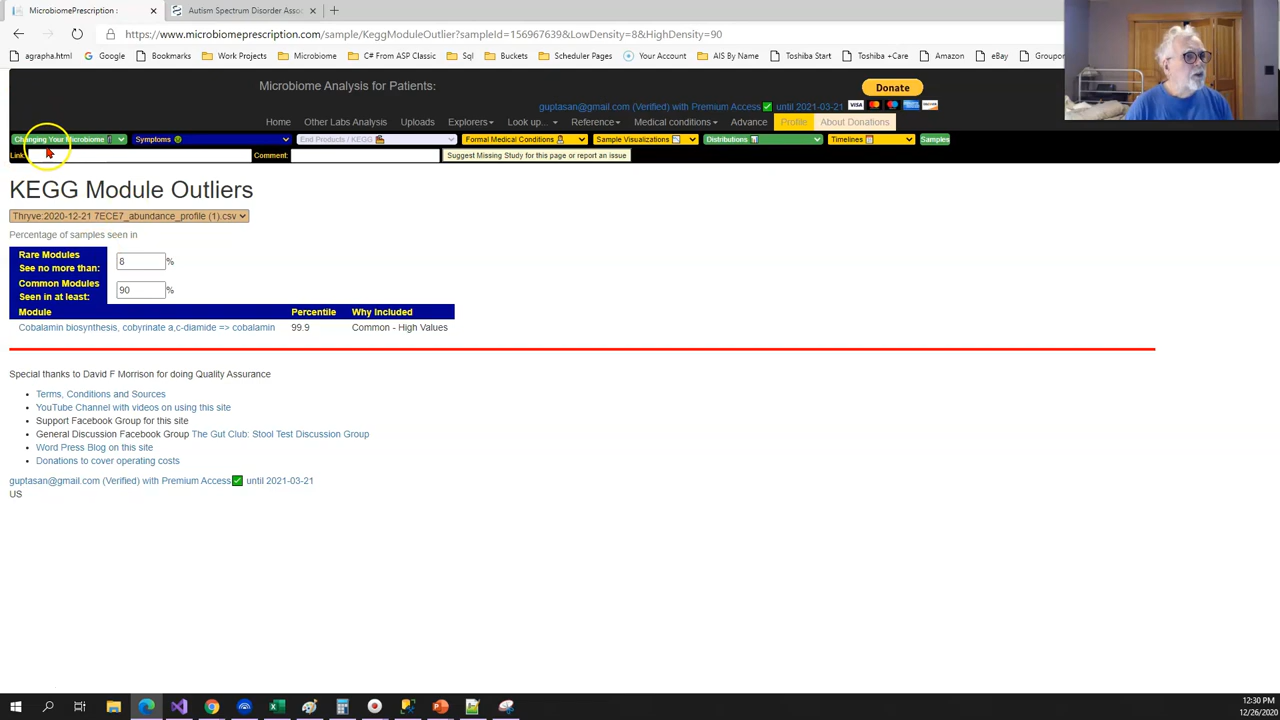 MicrobiomePrescription :
Autism Spectrum Disorder Asso
https://www.microbiomeprescription.com/sample/KeggModuleOutlier?sampleId=156967639&LowDensity=8&HighDensity=90
agrapha.html Google Bookmarks Work Projects Microbiome C# From ASP Classic Sql Buckets Scheduler Pages Your Account AIS By Name Toshiba Start Toshiba +Care Amazon eBay Groupon
Microbiome Analysis for Patients:
Donate
guptasan@gmail.com (Verified) with Premium Access until 2021-03-21
Home Other Labs Analysis Uploads Explorers Look up... Reference Medical conditions Advance Profile About Donations
Changing Your Microbiome Symptoms End Products / KEGG Formal Medical Conditions Sample Visualizations Distributions Timelines Samples
Link: Comment: Suggest Missing Study for this page or report an issue
KEGG Module Outliers
Thryve:2020-12-21 7ECE7_abundance_profile (1).csv
Percentage of samples seen in
Rare Modules
See no more than: 8 %
Common Modules
Seen in at least: 90 %
Module Percentile Why Included
Cobalamin biosynthesis, cobyrinate a,c-diamide => cobalamin 99.9 Common - High Values
Special thanks to David F Morrison for doing Quality Assurance
Terms, Conditions and Sources
YouTube Channel with videos on using this site
Support Facebook Group for this site
General Discussion Facebook Group The Gut Club: Stool Test Discussion Group
Word Press Blog on this site
Donations to cover operating costs
guptasan@gmail.com (Verified) with Premium Access until 2021-03-21
US
12:30 PM
12/26/2020